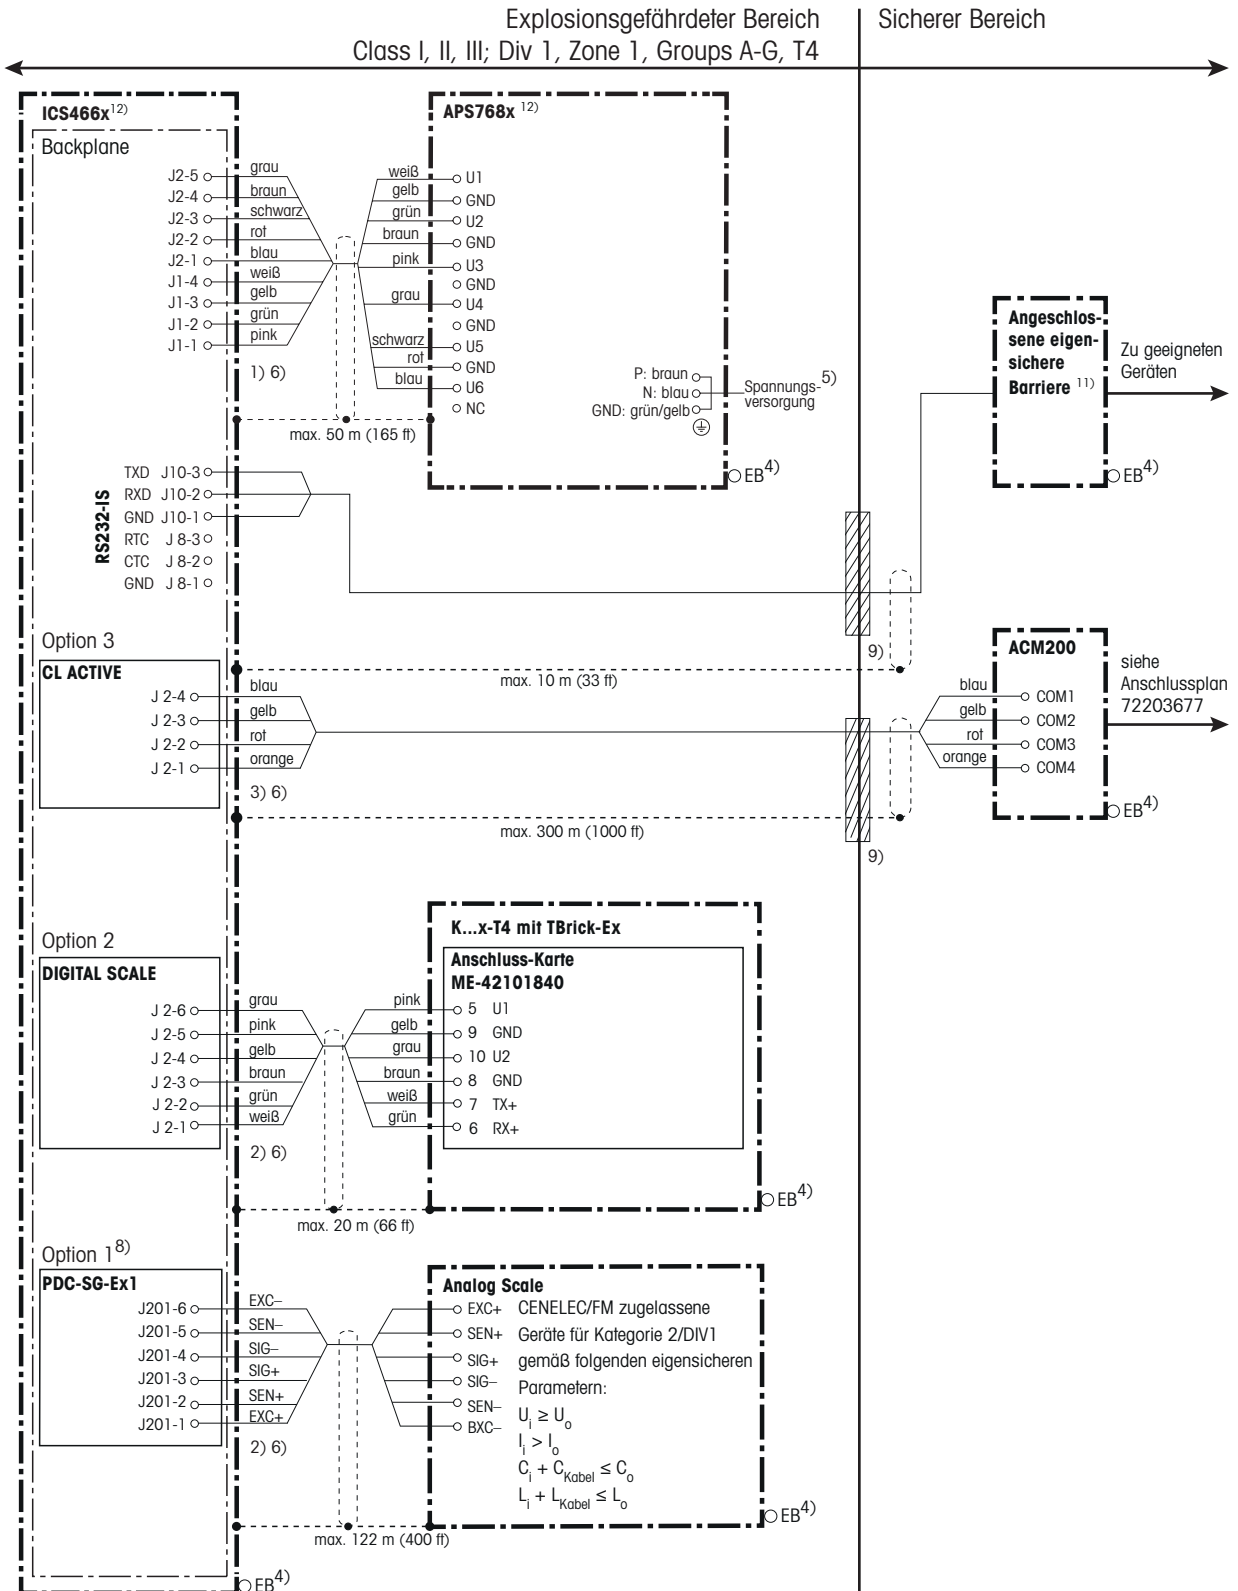 Explosionsgefährdeter Bereich
Class I, II, III; Div 1, Zone 1, Groups A-G, T4
Sicherer Bereich
ICS466x 12)
Backplane
J2-5 grau
J2-4 braun
J2-3 schwarz
J2-2 rot
J2-1 blau
J1-4 weiß
J1-3 gelb
J1-2 grün
J1-1 pink
1) 6)
max. 50 m (165 ft)
APS768x 12)
weiß U1
gelb GND
grün U2
braun GND
pink U3
GND
grau U4
GND
schwarz U5
rot GND
blau U6
NC
P: braun
N: blau
GND: grün/gelb
Spannungs- 5)
versorgung
EB4)
Angeschlos-
sene eigen-
sichere
Barriere 11)
Zu geeigneten
Geräten
EB4)
RS232-IS
TXD J10-3
RXD J10-2
GND J10-1
RTC J 8-3
CTC J 8-2
GND J 8-1
9)
max. 10 m (33 ft)
Option 3
CL ACTIVE
J 2-4 blau
J 2-3 gelb
J 2-2 rot
J 2-1 orange
3) 6)
max. 300 m (1000 ft)
9)
ACM200
blau COM1
gelb COM2
rot COM3
orange COM4
siehe
Anschlussplan
72203677
EB4)
Option 2
DIGITAL SCALE
J 2-6 grau
J 2-5 pink
J 2-4 gelb
J 2-3 braun
J 2-2 grün
J 2-1 weiß
2) 6)
max. 20 m (66 ft)
K...x-T4 mit TBrick-Ex
Anschluss-Karte
ME-42101840
pink 5 U1
gelb 9 GND
grau 10 U2
braun 8 GND
weiß 7 TX+
grün 6 RX+
EB4)
Option 18)
PDC-SG-Ex1
J201-6 EXC–
J201-5 SEN–
J201-4 SIG–
J201-3 SIG+
J201-2 SEN+
J201-1 EXC+
2) 6)
max. 122 m (400 ft)
Analog Scale
EXC+
SEN+
SIG+
SIG–
SEN–
BXC–
CENELEC/FM zugelassene
Geräte für Kategorie 2/DIV1
gemäß folgenden eigensicheren
Parametern:
Ui ≥ Uo
Ii > Io
Ci + CKabel ≤ Co
Li + LKabel ≤ Lo
EB4)
EB4)